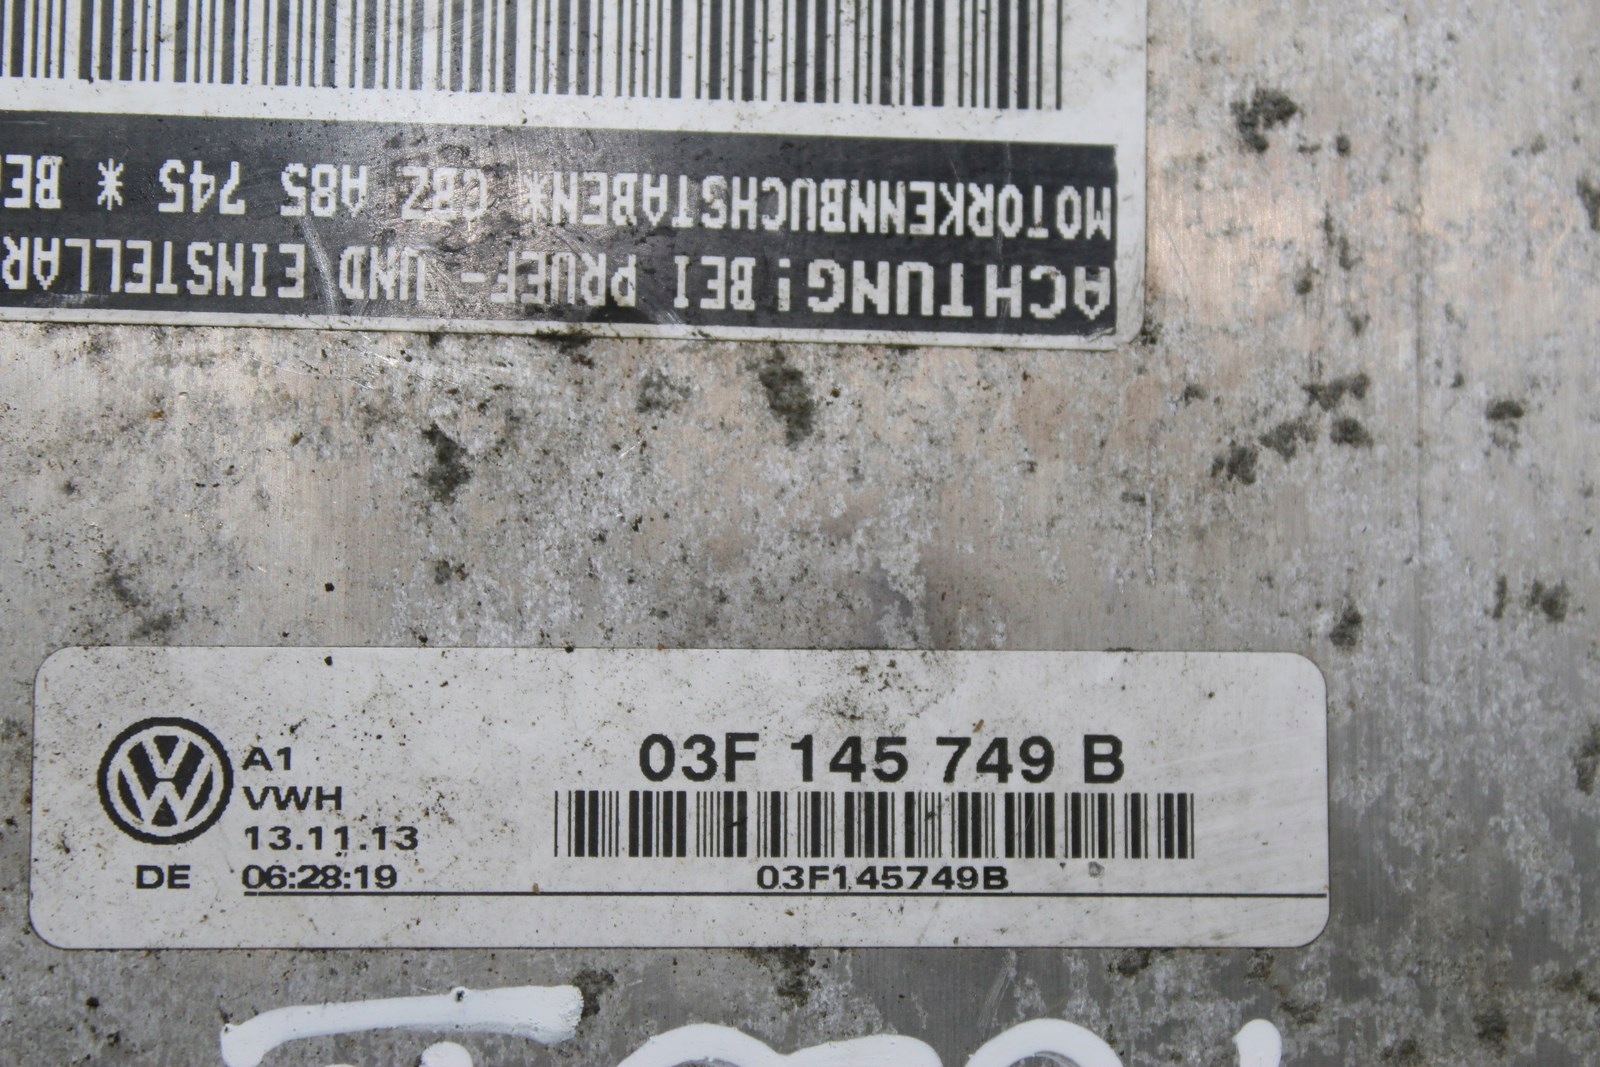 ACHTUNG! BEI PRUEF- UND EINSTELLAR
MOTORKENNBUCHSTABEN* CBZ A85 745 * BE
03F 145 749 B
A1
VWH
13.11.13
DE 06:28:19
03F145749B